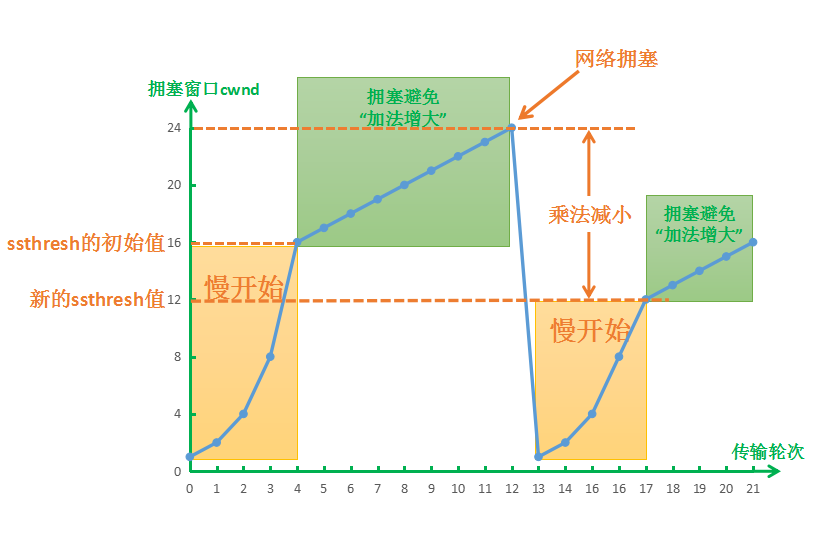 网络拥塞
拥塞窗口cwnd
拥塞避免
“加法增大”
24
20
乘法减小
拥塞避免
“加法增大”
ssthresh的初始值
16
慢开始
新的ssthresh值
12
慢开始
8
4
传输轮次
0
0 1 2 3 4 5 6 7 8 9 10 11 12 13 14 16 16 17 18 19 20 21